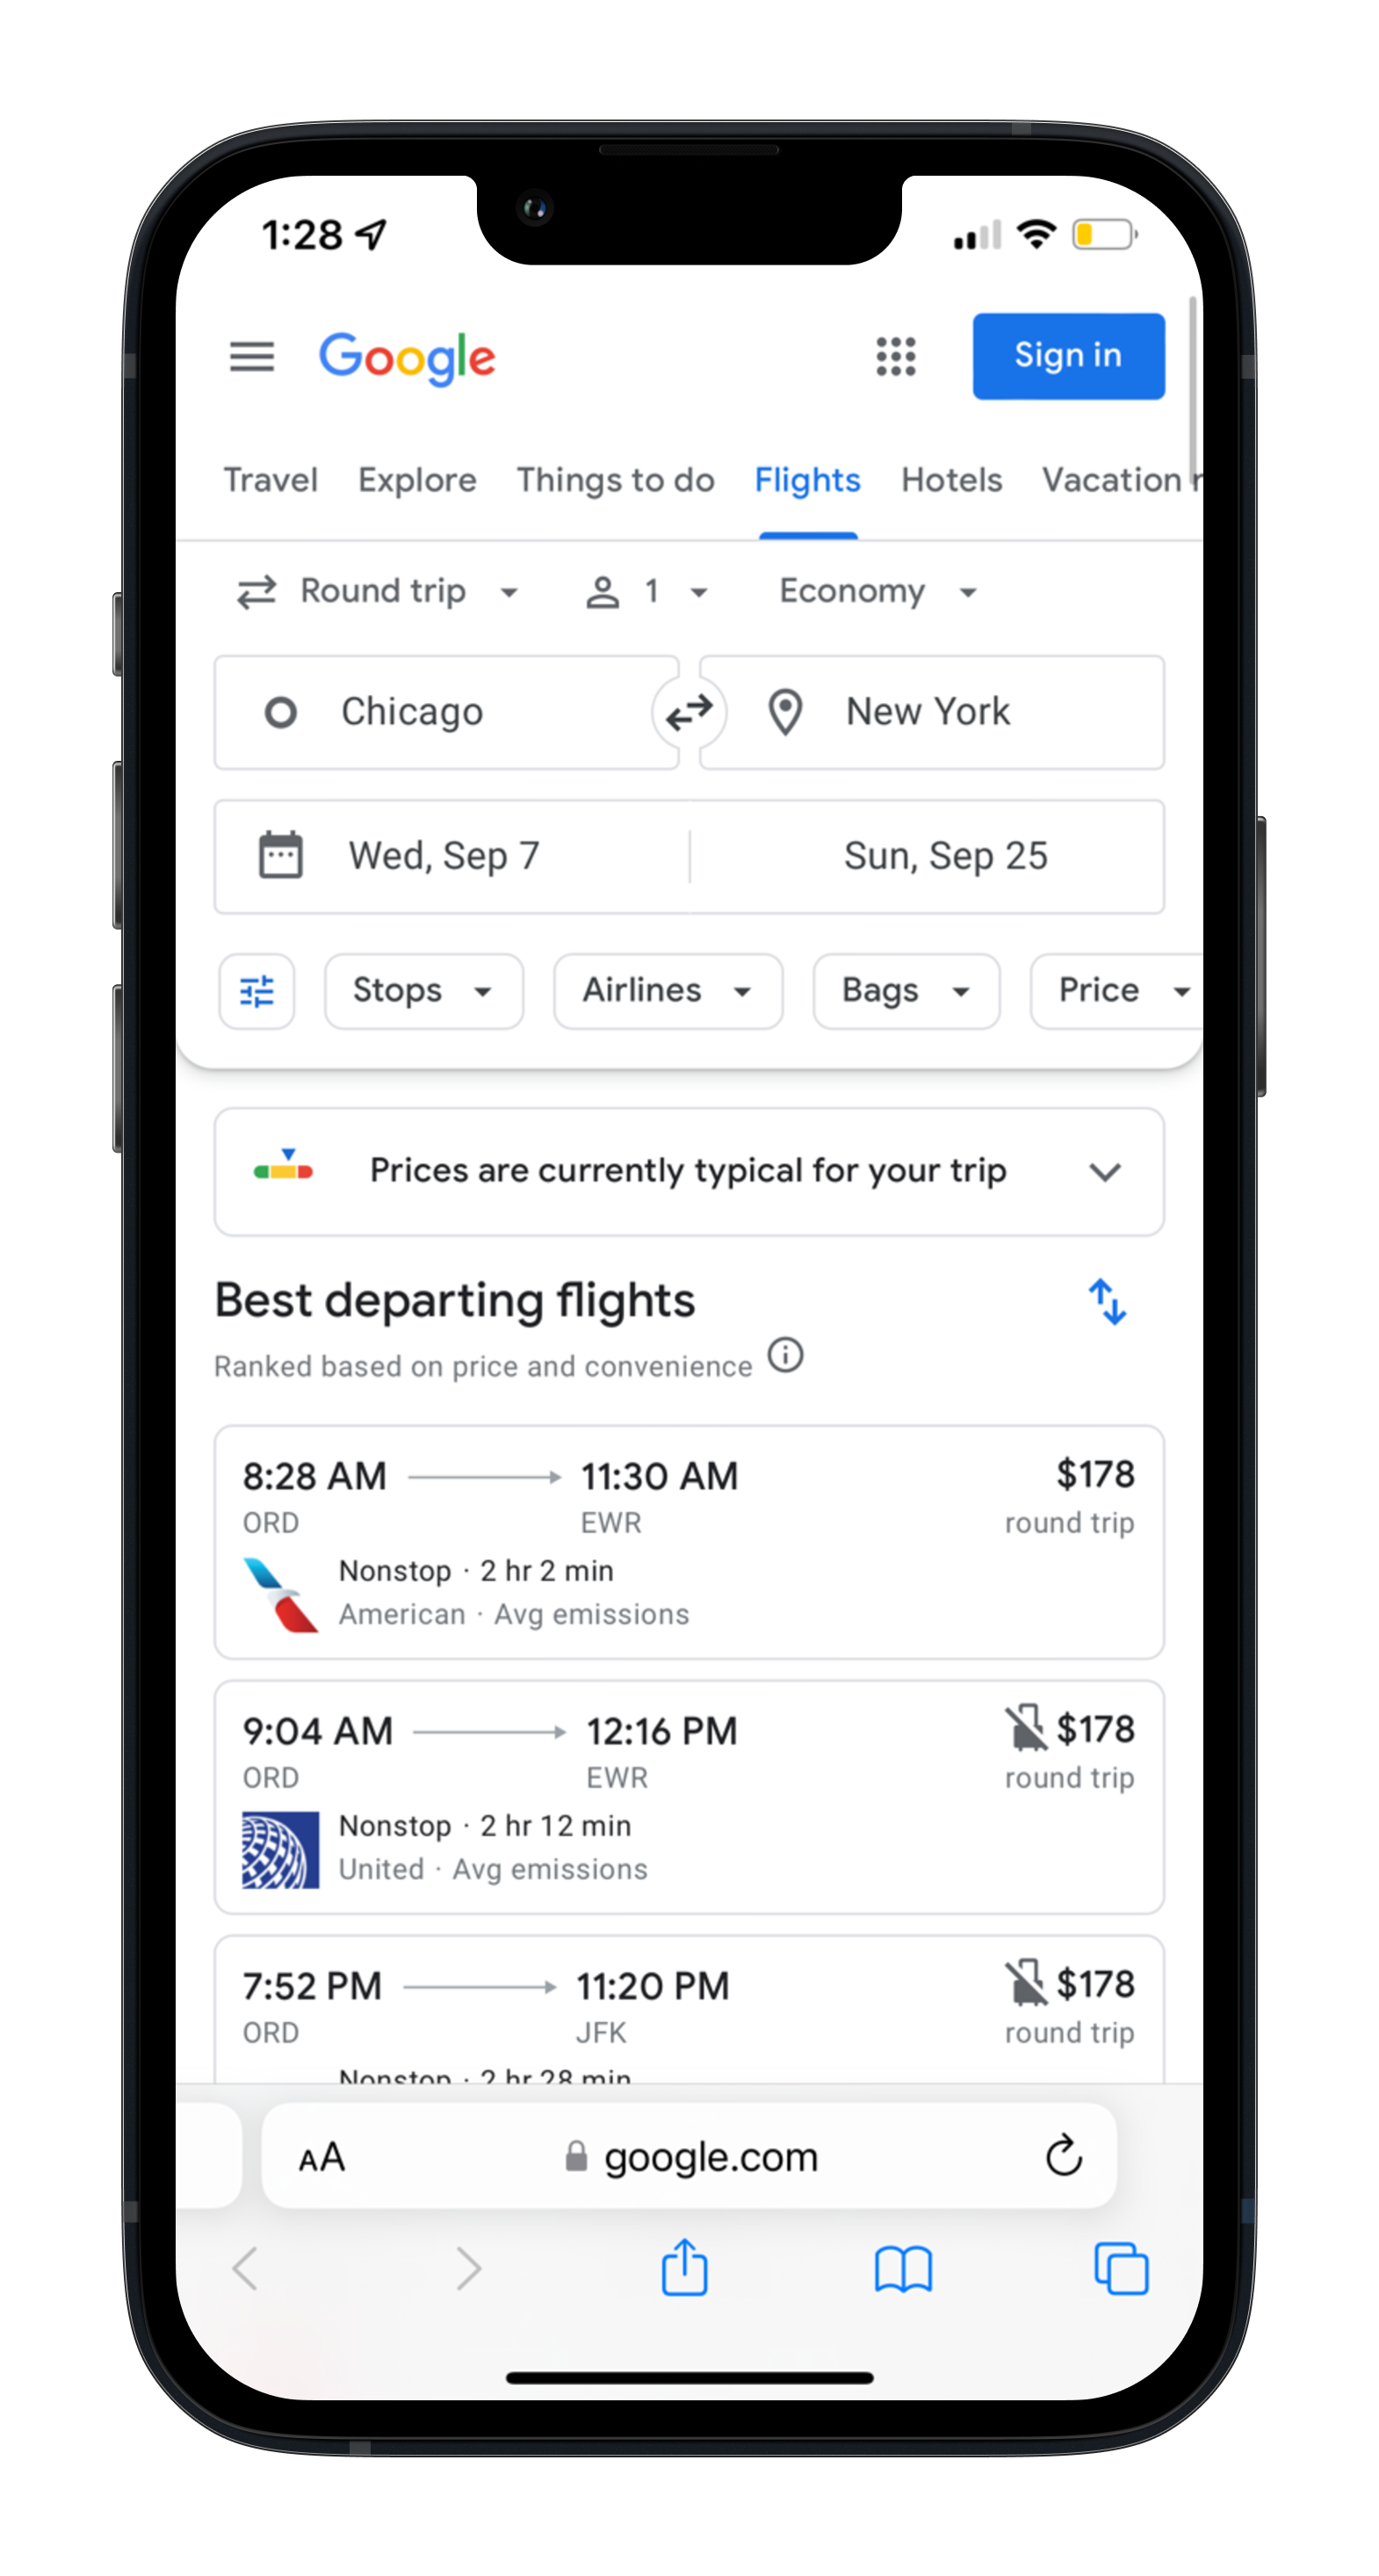 1:28
Google
Sign in
Travel Explore Things to do Flights Hotels Vacation
Round trip 1 Economy
Chicago New York
Wed, Sep 7 Sun, Sep 25
Stops Airlines Bags Price
Prices are currently typical for your trip
Best departing flights
Ranked based on price and convenience
8:28 AM 11:30 AM $178
ORD EWR round trip
Nonstop · 2 hr 2 min
American · Avg emissions
9:04 AM 12:16 PM $178
ORD EWR round trip
Nonstop · 2 hr 12 min
United · Avg emissions
7:52 PM 11:20 PM $178
ORD JFK round trip
Nonstop · 2 hr 28 min
AA google.com